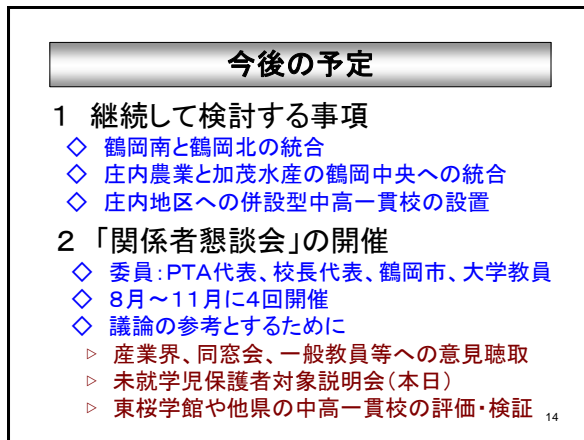 今後の予定
1 継続して検討する事項
◇ 鶴岡南と鶴岡北の統合
◇ 庄内農業と加茂水産の鶴岡中央への統合
◇ 庄内地区への併設型中高一貫校の設置
2 「関係者懇談会」の開催
◇ 委員:PTA代表、校長代表、鶴岡市、大学教員
◇ 8月~11月に4回開催
◇ 議論の参考とするために
▷ 産業界、同窓会、一般教員等への意見聴取
▷ 未就学児保護者対象説明会(本日)
▷ 東桜学館や他県の中高一貫校の評価・検証
14